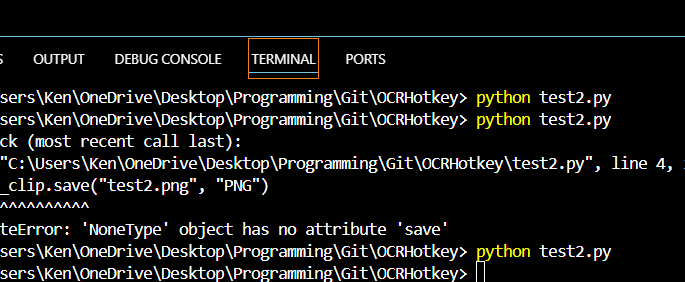 S OUTPUT DEBUG CONSOLE TERMINAL PORTS
sers\Ken\OneDrive\Desktop\Programming\Git\OCRHotkey> python test2.py
sers\Ken\OneDrive\Desktop\Programming\Git\OCRHotkey> python test2.py
ck (most recent call last):
"C:\Users\Ken\OneDrive\Desktop\Programming\Git\OCRHotkey\test2.py", line 4,
_clip.save("test2.png", "PNG")
^^^^^^^^^^
teError: 'NoneType' object has no attribute 'save'
sers\Ken\OneDrive\Desktop\Programming\Git\OCRHotkey> python test2.py
sers\Ken\OneDrive\Desktop\Programming\Git\OCRHotkey>